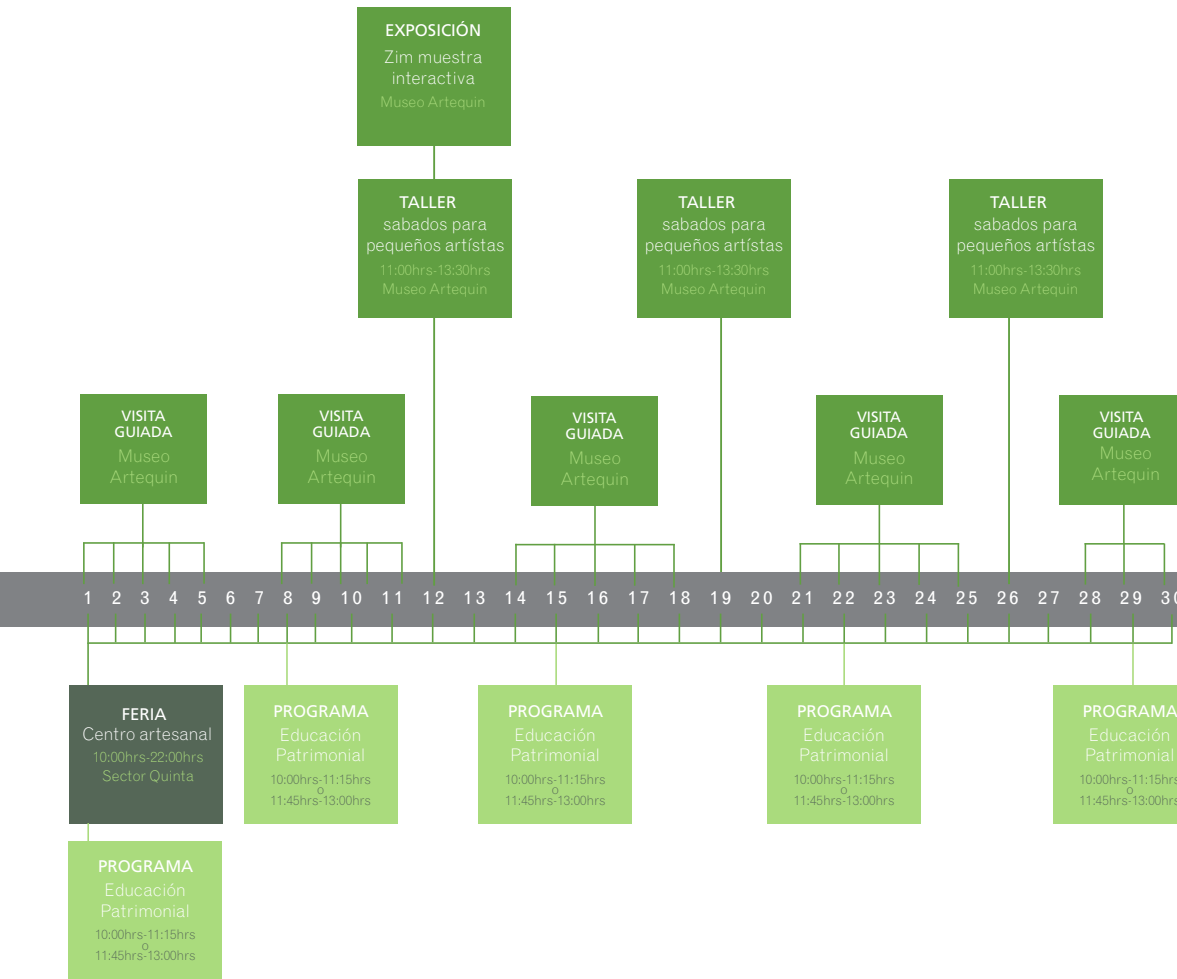 EXPOSICIÓN
Zim muestra
interactiva
Museo Artequin
TALLER
sabados para
pequeños artístas
11:00hrs-13:30hrs
Museo Artequin
TALLER
sabados para
pequeños artístas
11:00hrs-13:30hrs
Museo Artequin
TALLER
sabados para
pequeños artístas
11:00hrs-13:30hrs
Museo Artequin
VISITA
GUIADA
Museo
Artequin
VISITA
GUIADA
Museo
Artequin
VISITA
GUIADA
Museo
Artequin
VISITA
GUIADA
Museo
Artequin
VISITA
GUIADA
Museo
Artequin
1 2 3 4 5 6 7 8 9 10 11 12 13 14 15 16 17 18 19 20 21 22 23 24 25 26 27 28 29 30
FERIA
Centro artesanal
10:00hrs-22:00hrs
Sector Quinta
PROGRAMA
Educación
Patrimonial
10:00hrs-11:15hrs
o
11:45hrs-13:00hrs
PROGRAMA
Educación
Patrimonial
10:00hrs-11:15hrs
o
11:45hrs-13:00hrs
PROGRAMA
Educación
Patrimonial
10:00hrs-11:15hrs
o
11:45hrs-13:00hrs
PROGRAMA
Educación
Patrimonial
10:00hrs-11:15hrs
o
11:45hrs-13:00hrs
PROGRAMA
Educación
Patrimonial
10:00hrs-11:15hrs
o
11:45hrs-13:00hrs